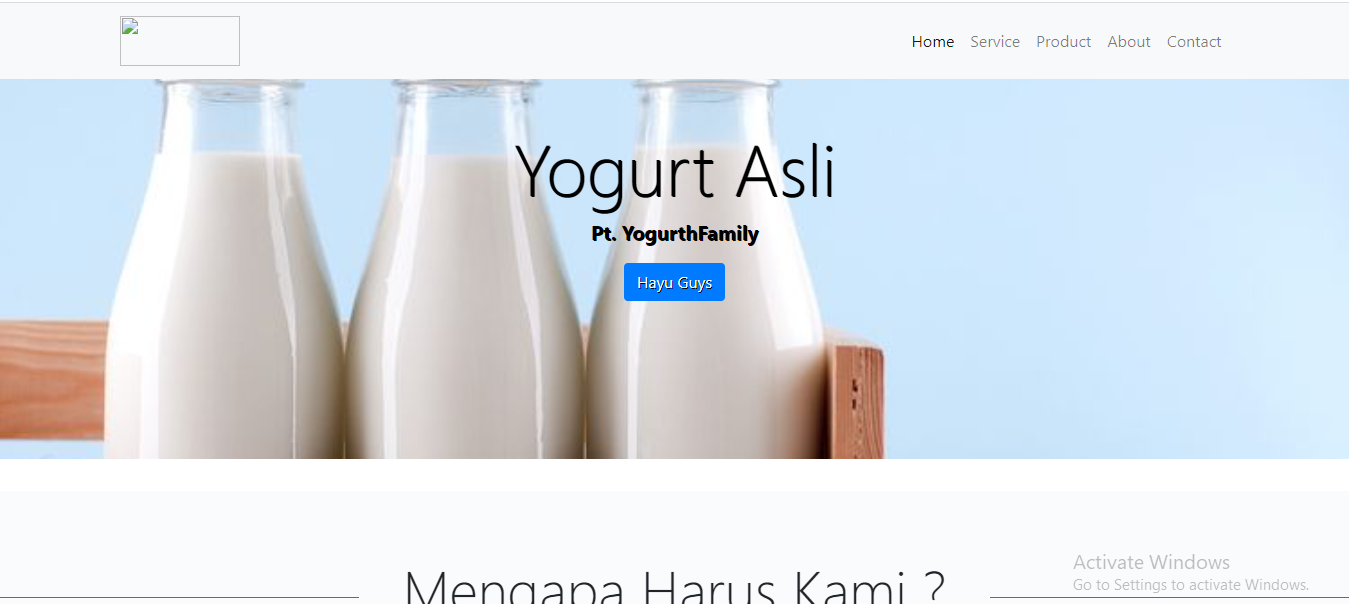 Home Service Product About Contact
Yogurt Asli
Pt. YogurthFamily
Hayu Guys
Mengapa Harus Kami ?
Activate Windows
Go to Settings to activate Windows.